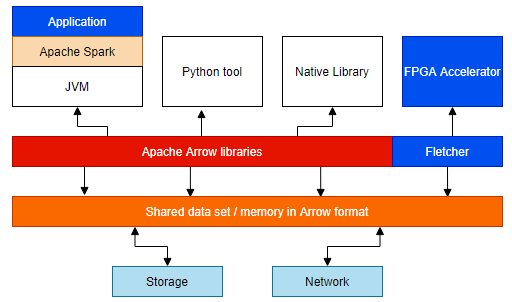 Application
Apache Spark
JVM
Python tool
Native Library
FPGA Accelerator
Apache Arrow libraries
Fletcher
Shared data set / memory in Arrow format
Storage
Network